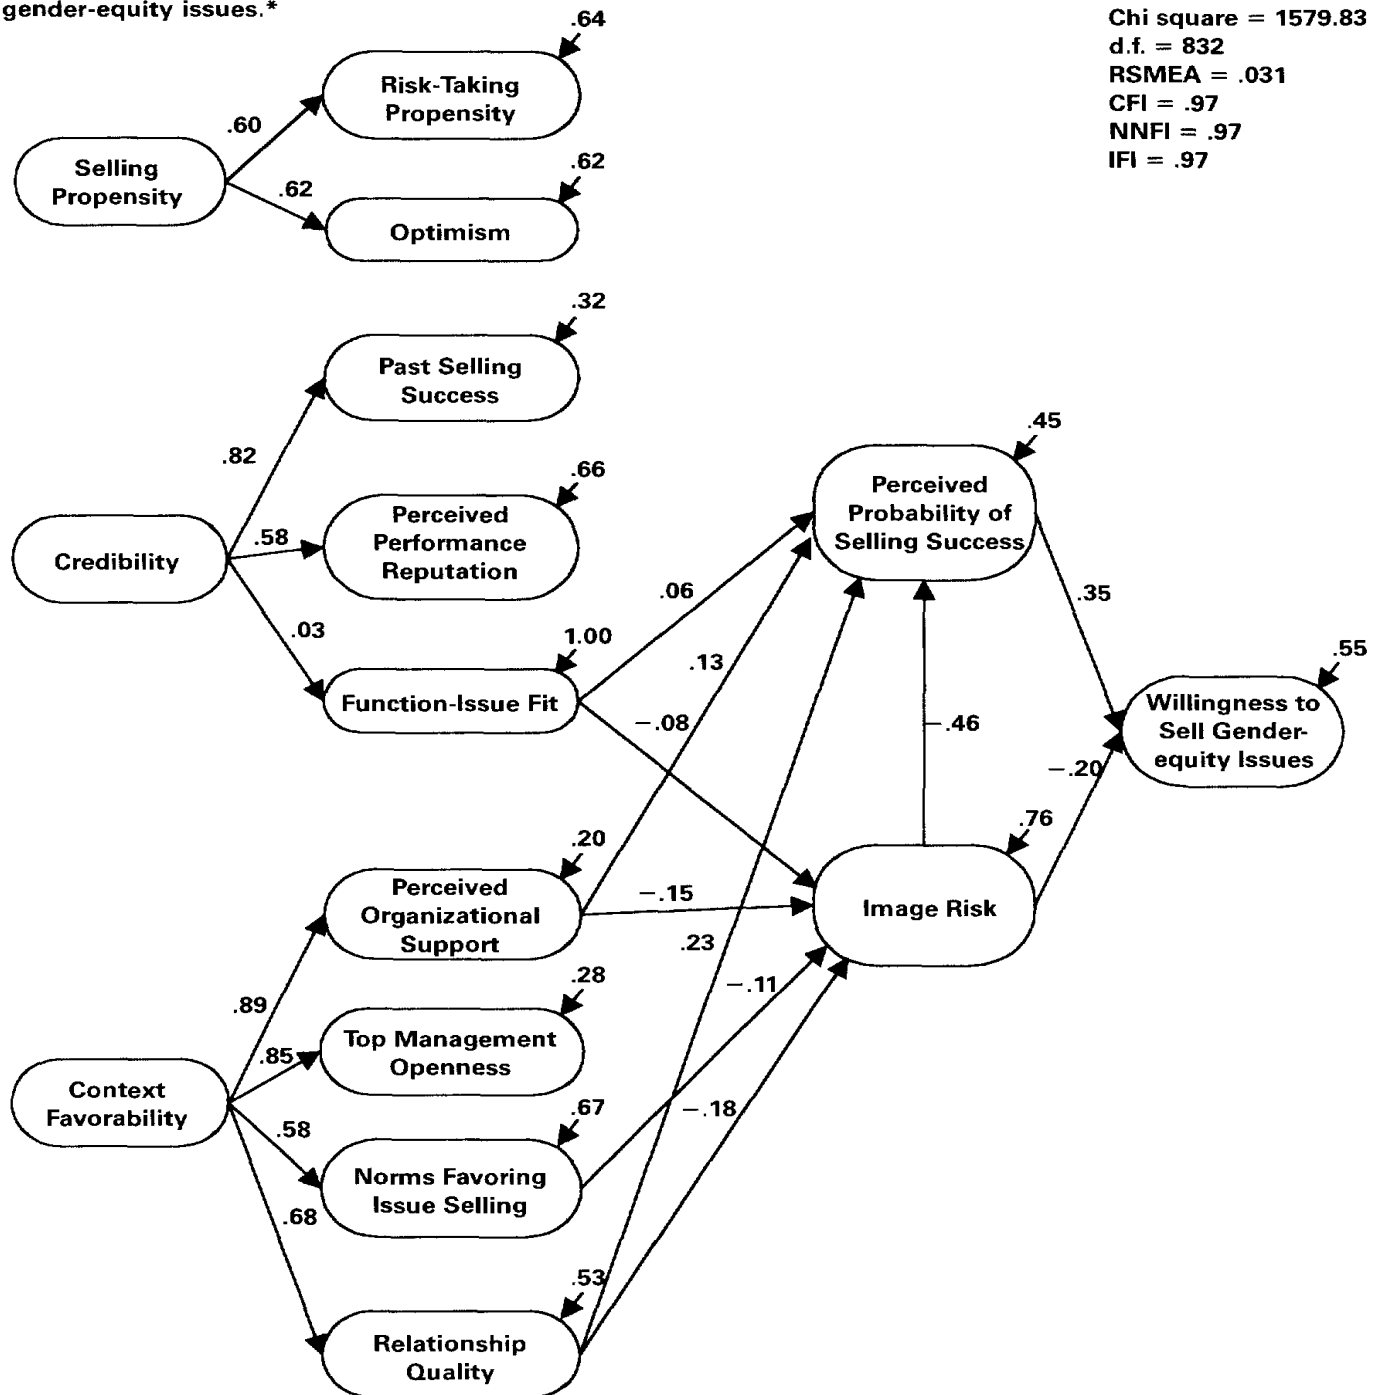 gender-equity issues.*
Chi square = 1579.83
d.f. = 832
RSMEA = .031
CFI = .97
NNFI = .97
IFI = .97
.64
Risk-Taking
Propensity
.60
Selling
Propensity
.62
.62
Optimism
.32
Past Selling
Success
.82
.66
Perceived
Performance
Reputation
.58
Credibility
.03
1.00
Function-Issue Fit
.45
Perceived
Probability of
Selling Success
.06
.13
−.08
.35
−.46
.55
Willingness to
Sell Gender-
equity Issues
−.20
.76
Image Risk
.20
Perceived
Organizational
Support
−.15
.23
−.11
.89
.28
Top Management
Openness
.85
Context
Favorability
.58
.67
Norms Favoring
Issue Selling
−.18
.68
.53
Relationship
Quality